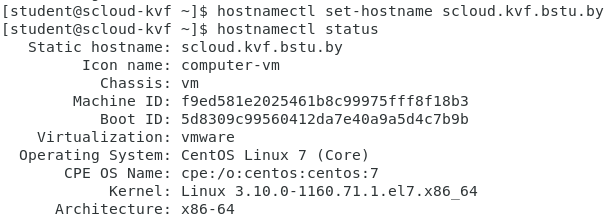 [student@scloud-kvf ~]$ hostnamectl set-hostname scloud.kvf.bstu.by
[student@scloud-kvf ~]$ hostnamectl status
Static hostname: scloud.kvf.bstu.by
Icon name: computer-vm
Chassis: vm
Machine ID: f9ed581e2025461b8c99975fff8f18b3
Boot ID: 5d8309c99560412da7e40a9a5d4c7b9b
Virtualization: vmware
Operating System: CentOS Linux 7 (Core)
CPE OS Name: cpe:/o:centos:centos:7
Kernel: Linux 3.10.0-1160.71.1.el7.x86_64
Architecture: x86-64